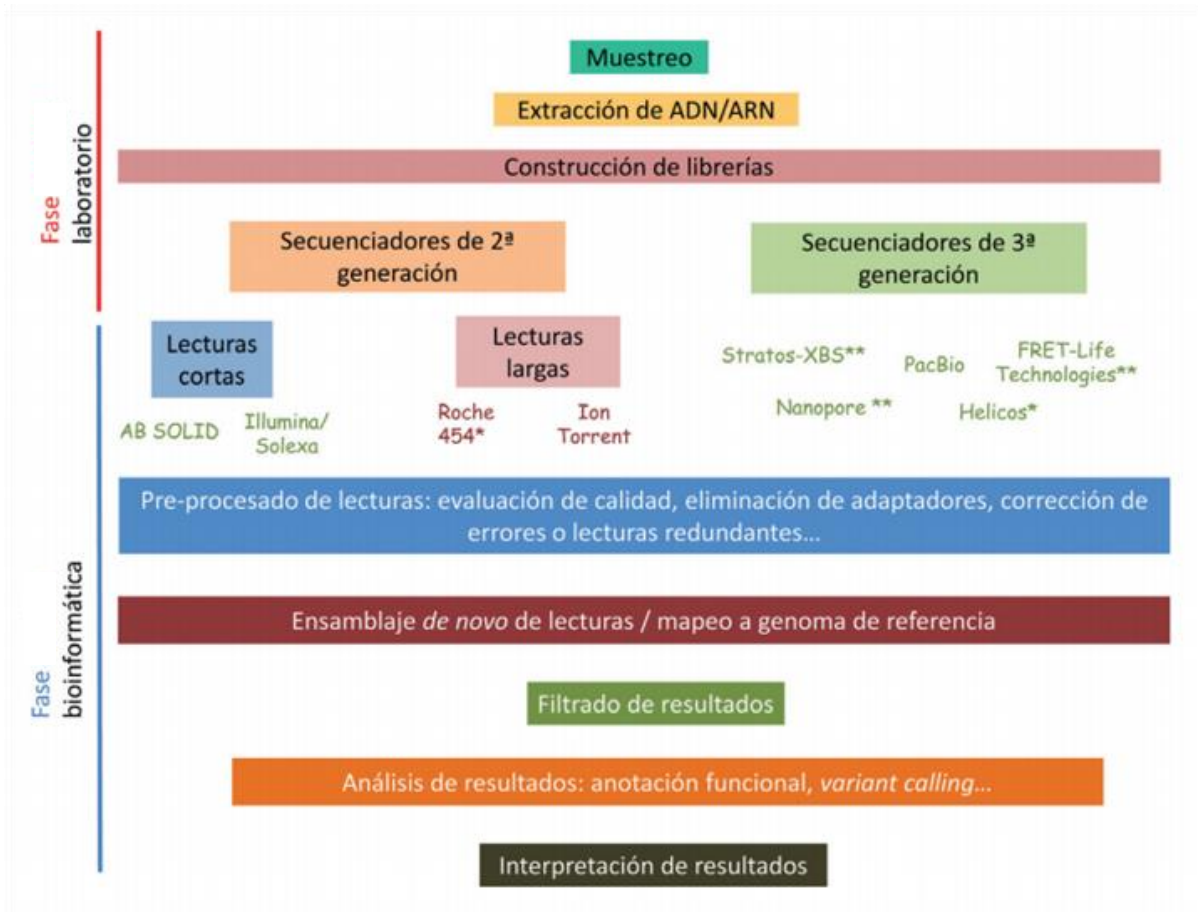 Muestreo
Extracción de ADN/ARN
Construcción de librerías
Fase
laboratorio
Secuenciadores de 2ª
generación
Secuenciadores de 3ª
generación
Lecturas
cortas
Lecturas
largas
AB SOLID
Illumina/
Solexa
Roche
454*
Ion
Torrent
Stratos-XBS**
PacBio
FRET-Life
Technologies**
Nanopore **
Helicos*
Pre-procesado de lecturas: evaluación de calidad, eliminación de adaptadores, corrección de
errores o lecturas redundantes...
Fase
bioinformática
Ensamblaje de novo de lecturas / mapeo a genoma de referencia
Filtrado de resultados
Análisis de resultados: anotación funcional, variant calling...
Interpretación de resultados